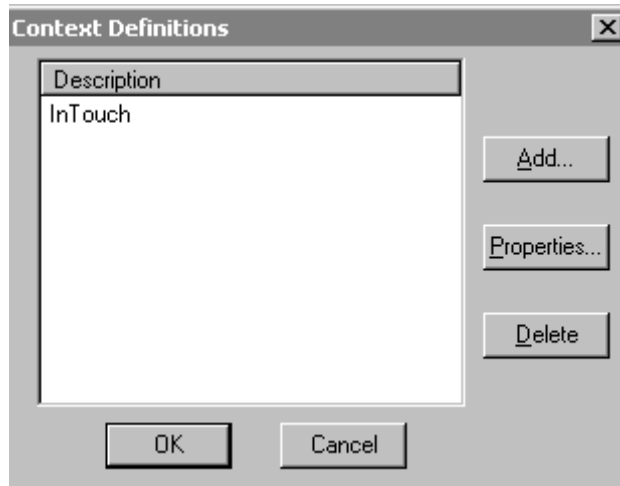 Context Definitions
Description
InTouch
Add...
Properties...
Delete
OK
Cancel